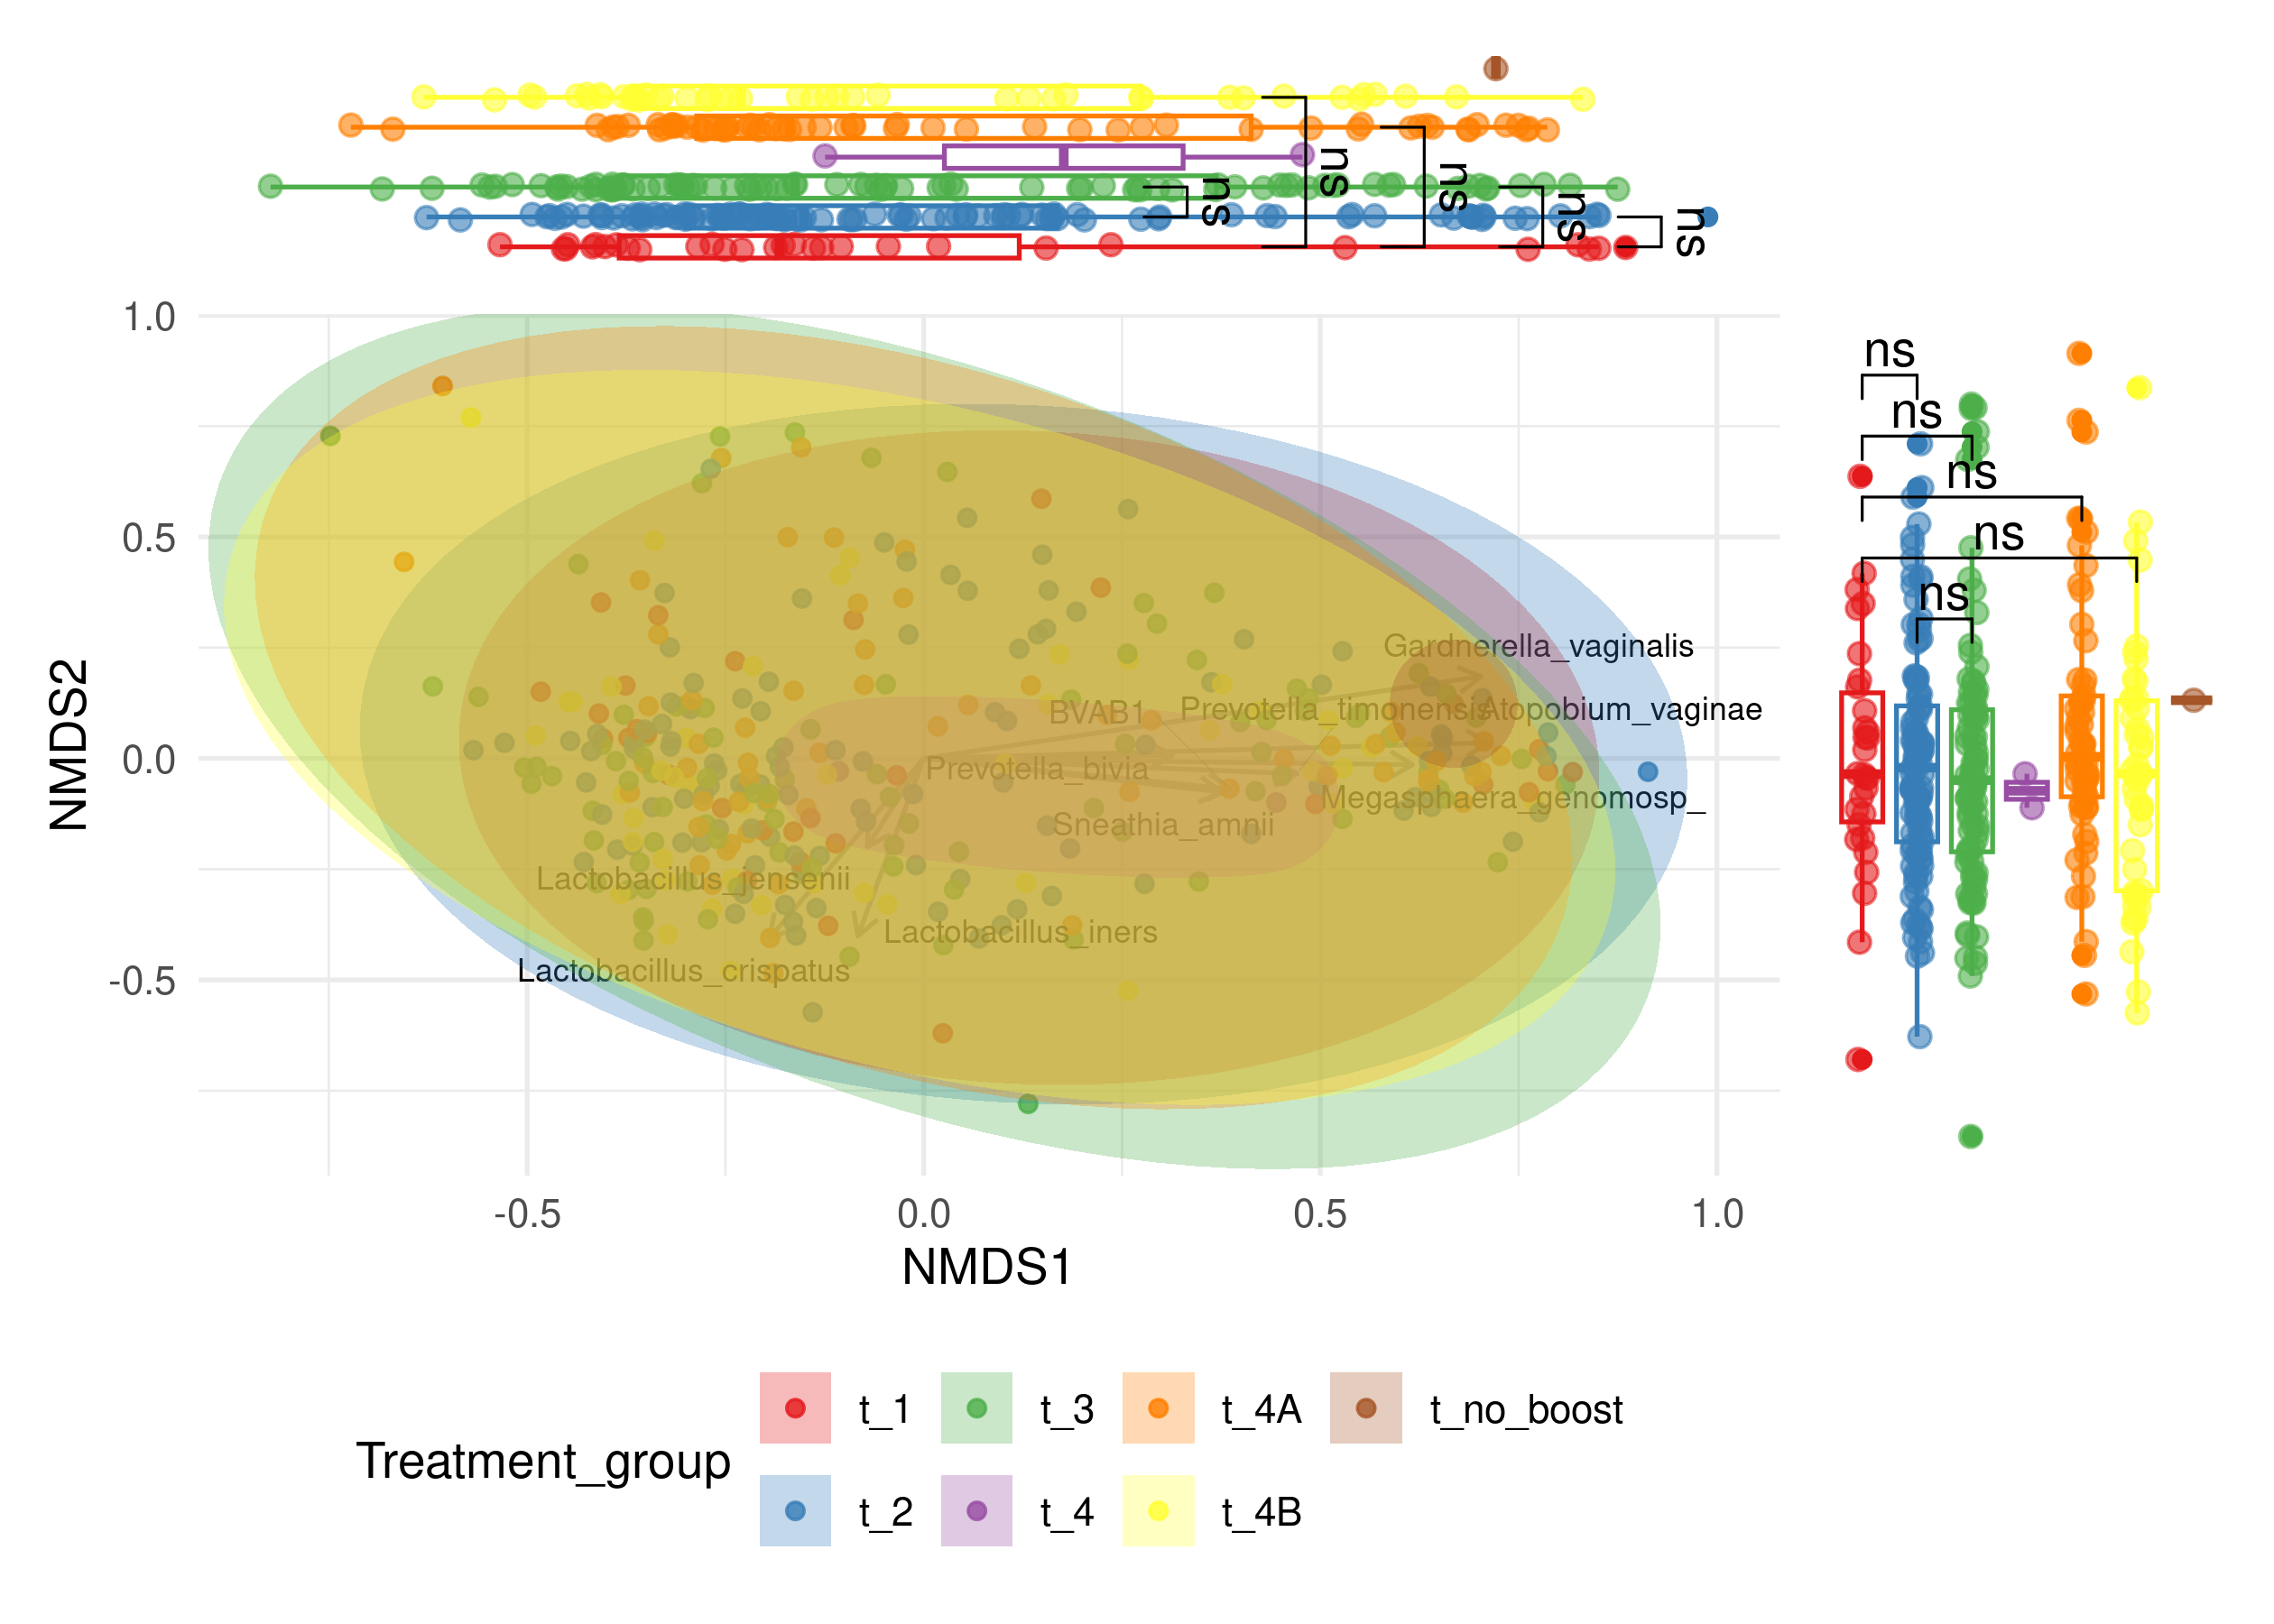 ns
ns
ns
ns
ns
1.0
0.5
0.0
-0.5
NMDS2
Gardnerella_vaginalis
BVAB1
Prevotella_timonensis
Atopobium_vaginae
Prevotella_bivia
Megasphaera_genomosp_
Sneathia_amnii
Lactobacillus_jensenii
Lactobacillus_iners
Lactobacillus_crispatus
ns
ns
ns
ns
ns
-0.5
0.0
0.5
1.0
NMDS1
Treatment_group
t_1
t_3
t_4A
t_no_boost
t_2
t_4
t_4B